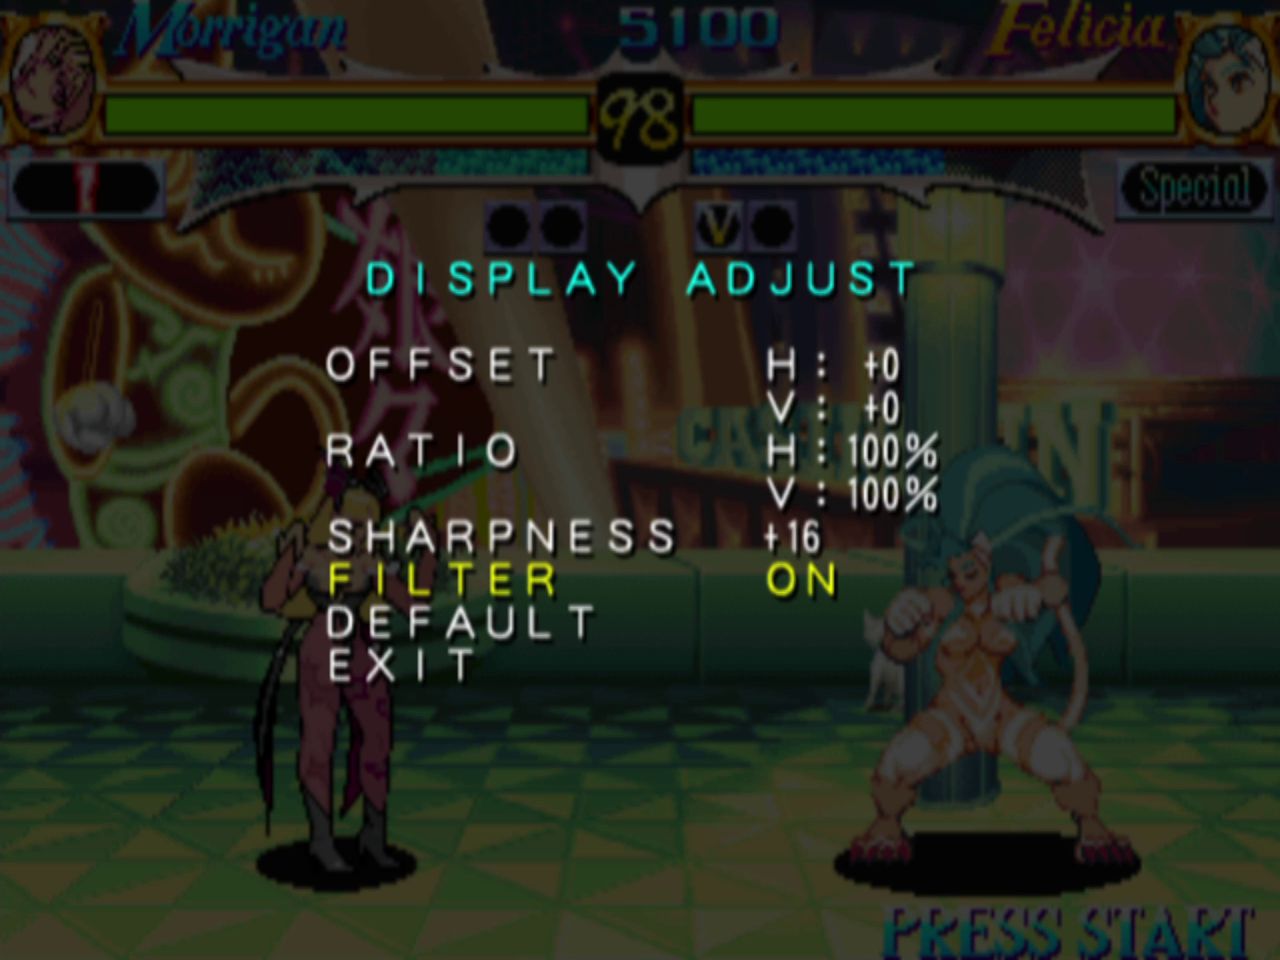 Morrigan 5100 Felicia
98
Special
V
DISPLAY ADJUST
OFFSET H : +0
V : +0
RATIO H : 100%
V : 100%
SHARPNESS +16
FILTER ON
DEFAULT
EXIT
PRESS START